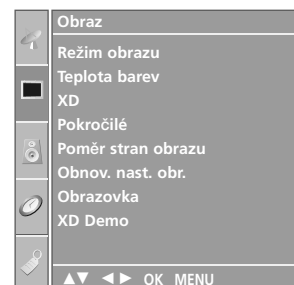 Obraz
Režim obrazu
Teplota barev
XD
Pokročilé
Poměr stran obrazu
Obnov. nast. obr.
Obrazovka
XD Demo
▲▼ ◄► OK MENU